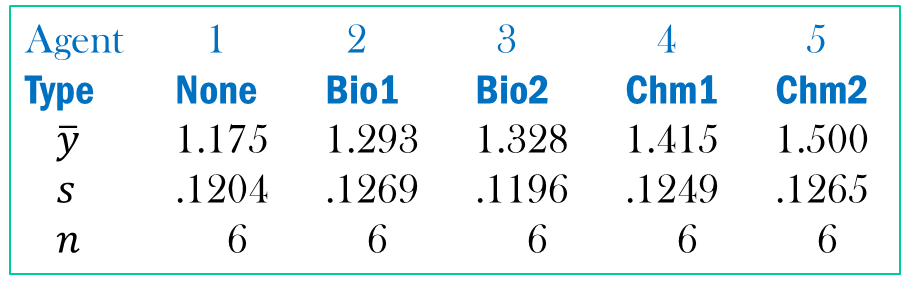 Agent 1 2 3 4 5
Type None Bio1 Bio2 Chm1 Chm2
y̅ 1.175 1.293 1.328 1.415 1.500
s .1204 .1269 .1196 .1249 .1265
n 6 6 6 6 6